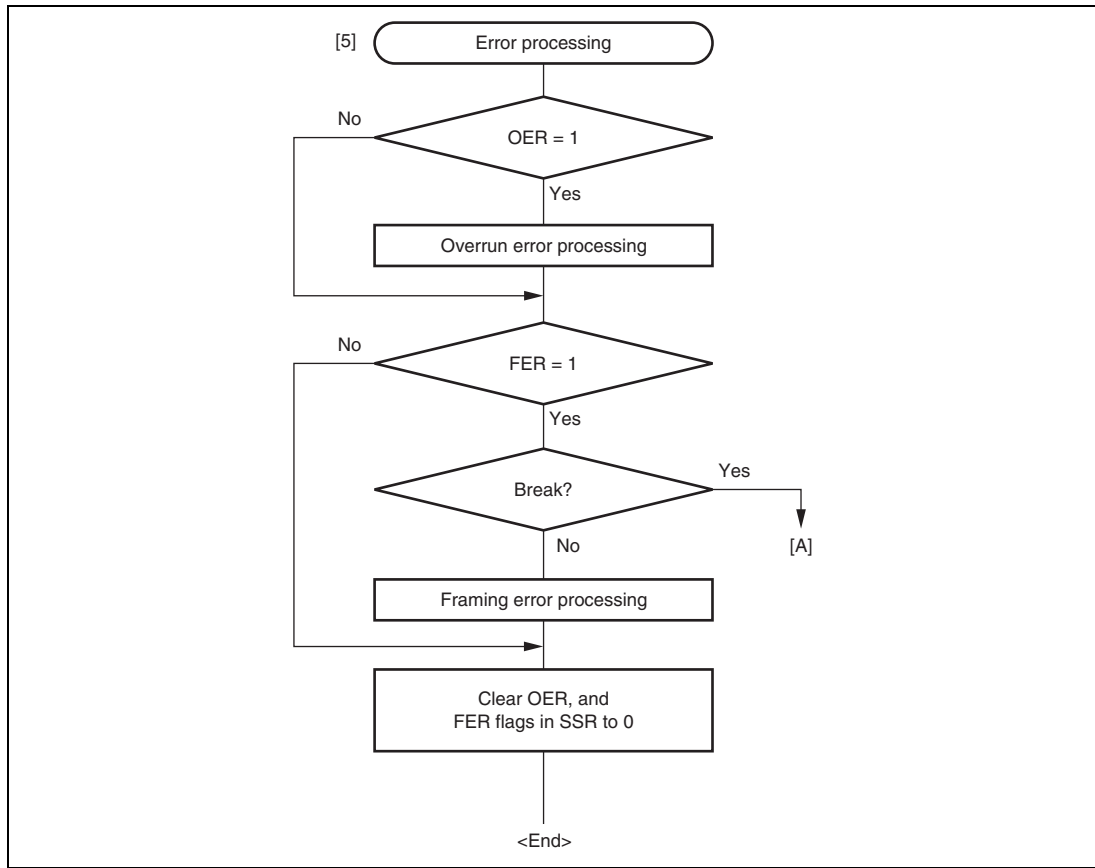 [5]
Error processing
No
OER = 1
Yes
Overrun error processing
No
FER = 1
Yes
Break?
Yes
No
[A]
Framing error processing
Clear OER, and
FER flags in SSR to 0
<End>